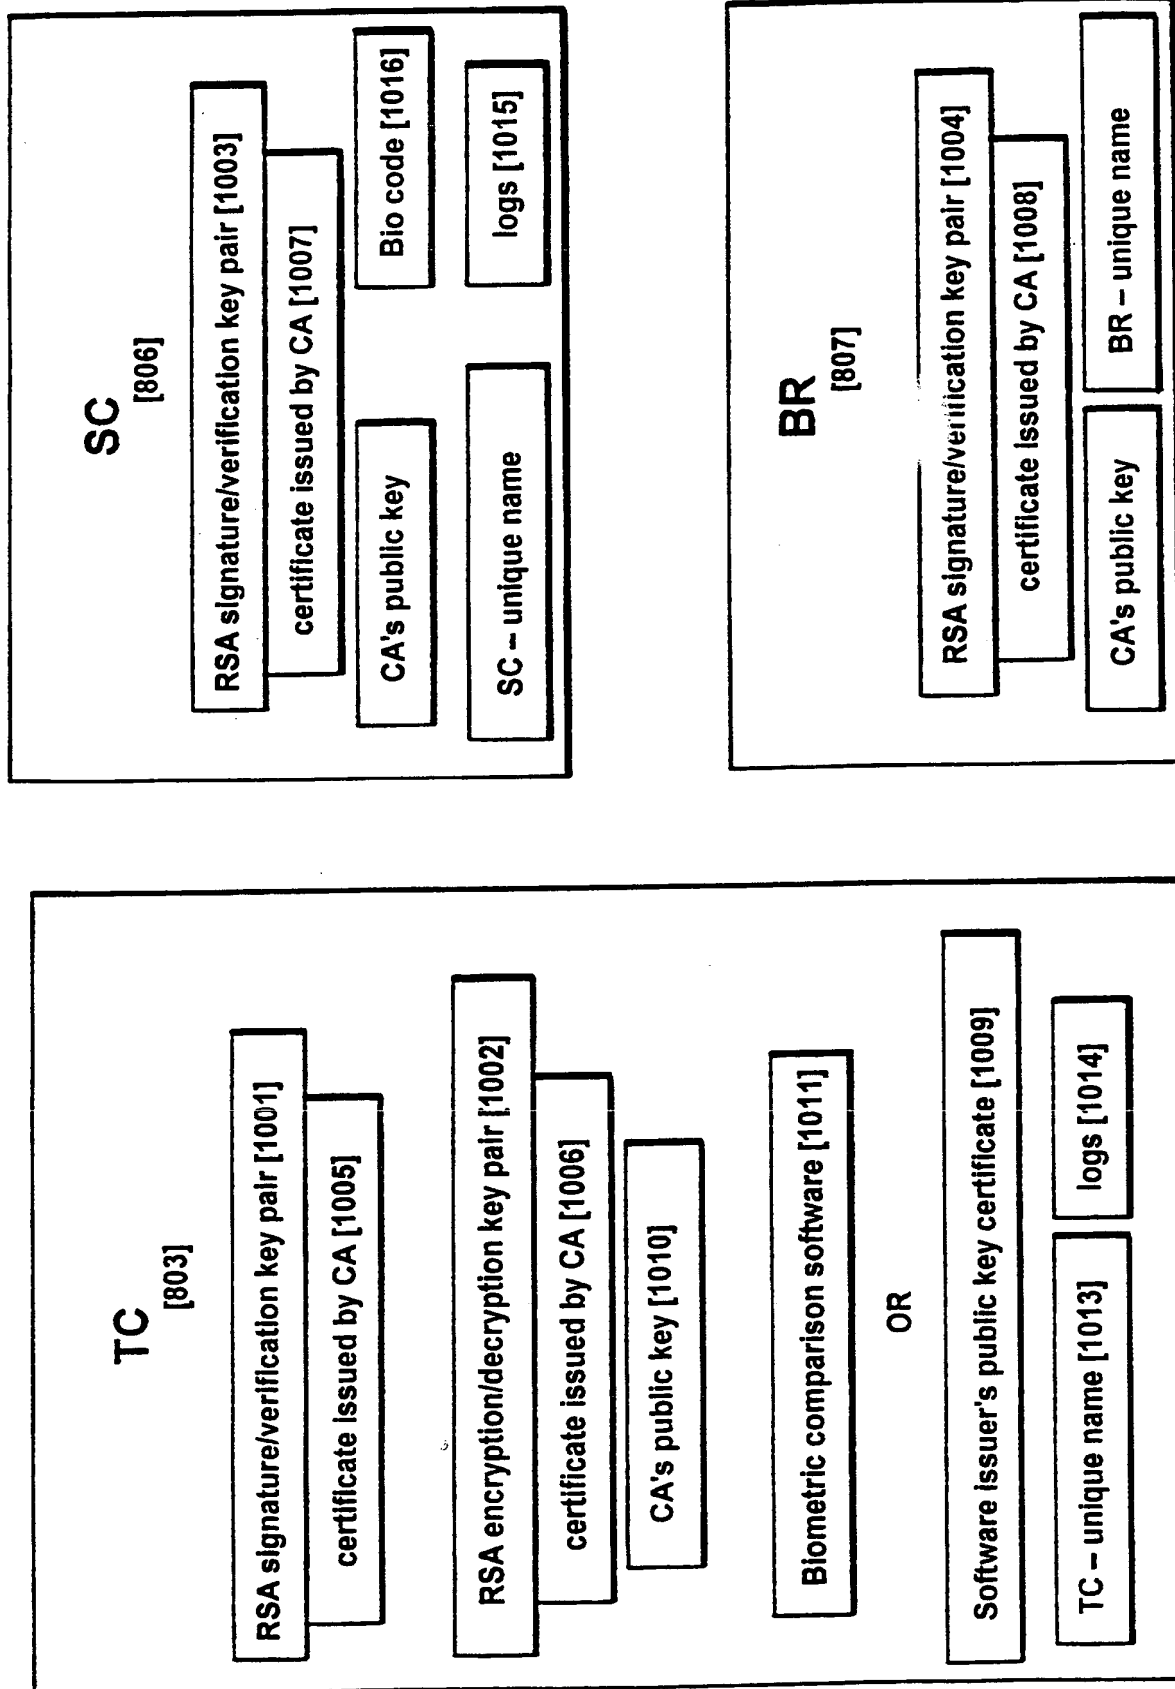 TC
[803]
RSA signature/verification key pair [1001]
certificate issued by CA [1005]
RSA encryption/decryption key pair [1002]
certificate issued by CA [1006]
CA's public key [1010]
Biometric comparison software [1011]
OR
Software issuer's public key certificate [1009]
TC – unique name [1013]
logs [1014]
SC
[806]
RSA signature/verification key pair [1003]
certificate issued by CA [1007]
CA's public key
Bio code [1016]
SC – unique name
logs [1015]
BR
[807]
RSA signature/verification key pair [1004]
certificate issued by CA [1008]
CA's public key
BR – unique name